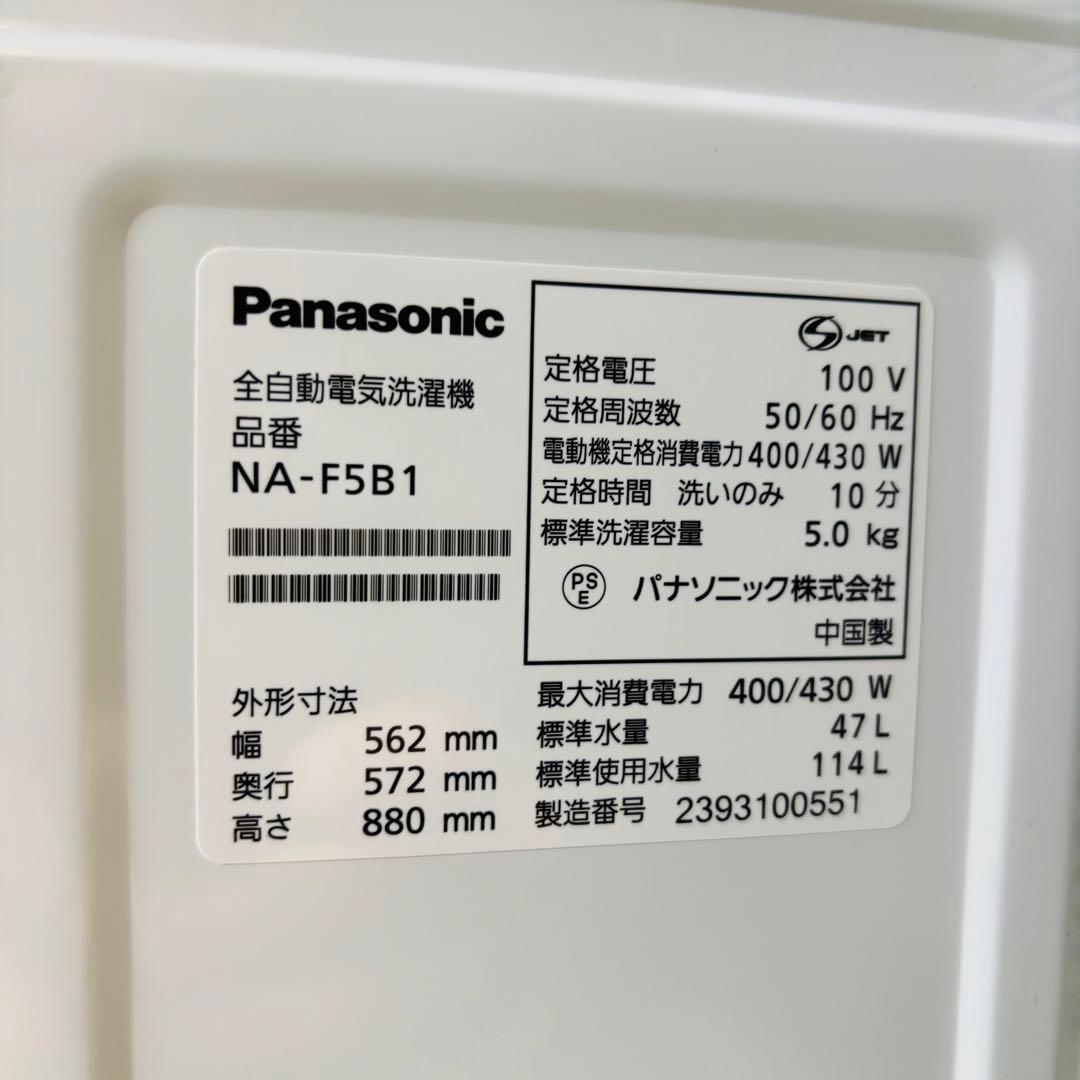 Panasonic
全自動電気洗濯機
品番
NA-F5B1
外形寸法
幅 562 mm
奥行 572 mm
高さ 880 mm
JET
定格電圧 100 V
定格周波数 50/60 Hz
電動機定格消費電力 400/430 W
定格時間 洗いのみ 10 分
標準洗濯容量 5.0 kg
PSE パナソニック株式会社
中国製
最大消費電力 400/430 W
標準水量 47 L
標準使用水量 114 L
製造番号 2393100551